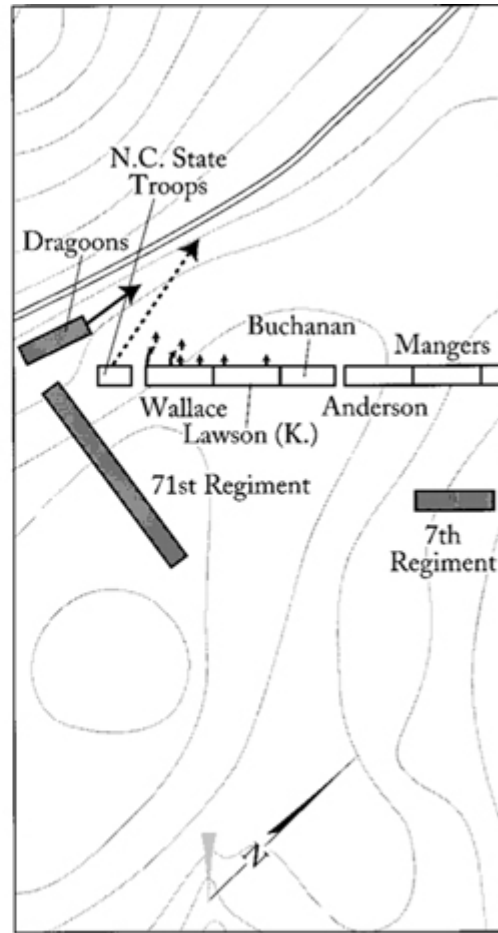 N.C. State
Troops
Dragoons
Buchanan
Mangers
Wallace
Anderson
Lawson (K.)
71st Regiment
7th
Regiment
N